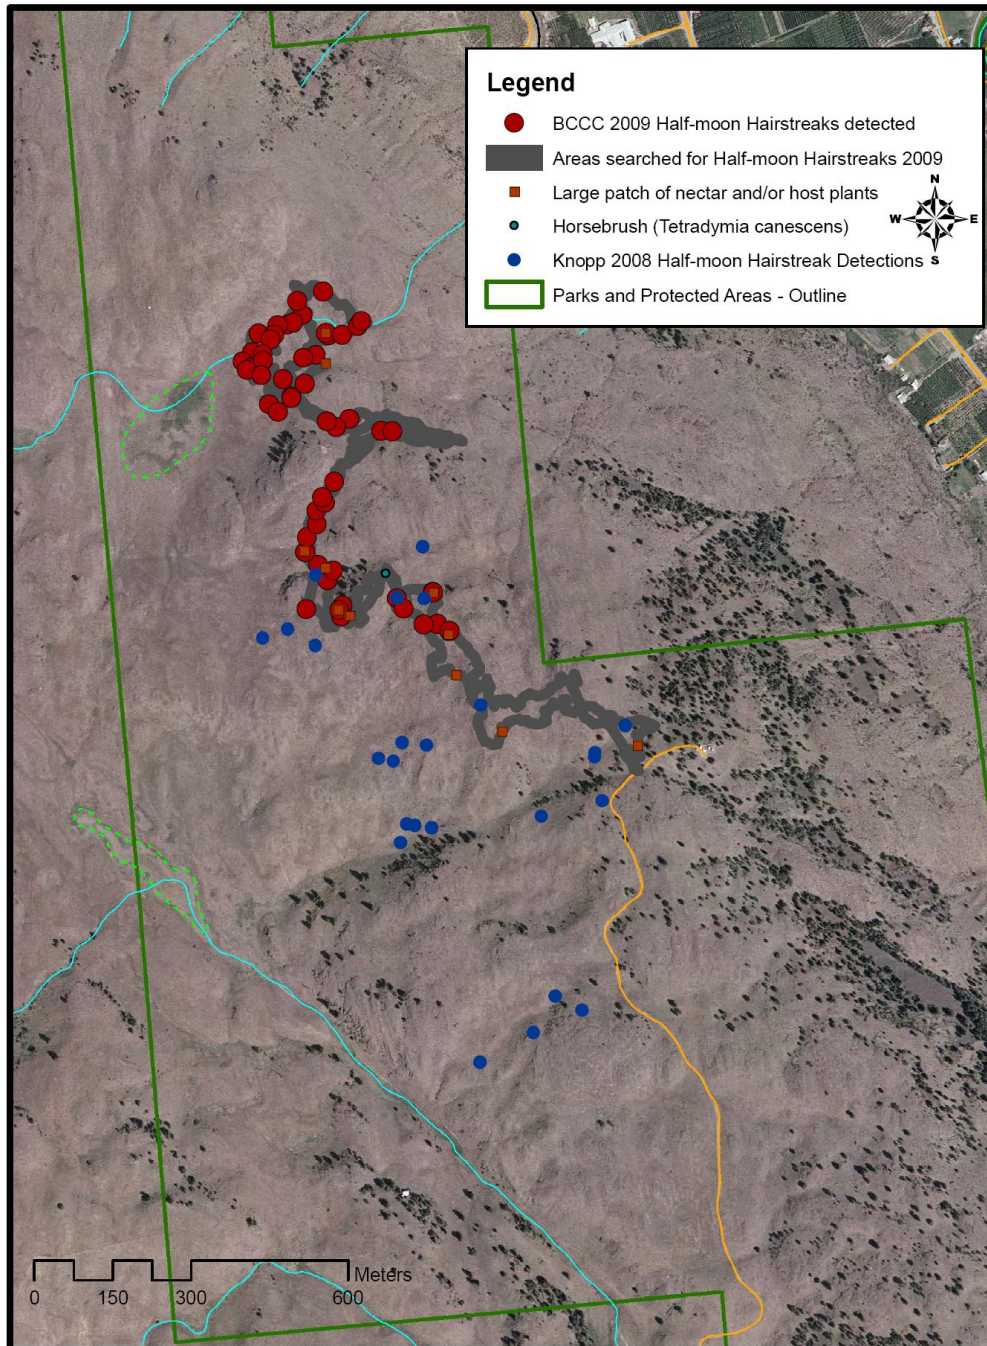 Legend
BCCC 2009 Half-moon Hairstreaks detected
Areas searched for Half-moon Hairstreaks 2009
Large patch of nectar and/or host plants
Horsebrush (Tetradymia canescens)
Knopp 2008 Half-moon Hairstreak Detections
Parks and Protected Areas - Outline
N
W E
S
Meters
0 150 300 600